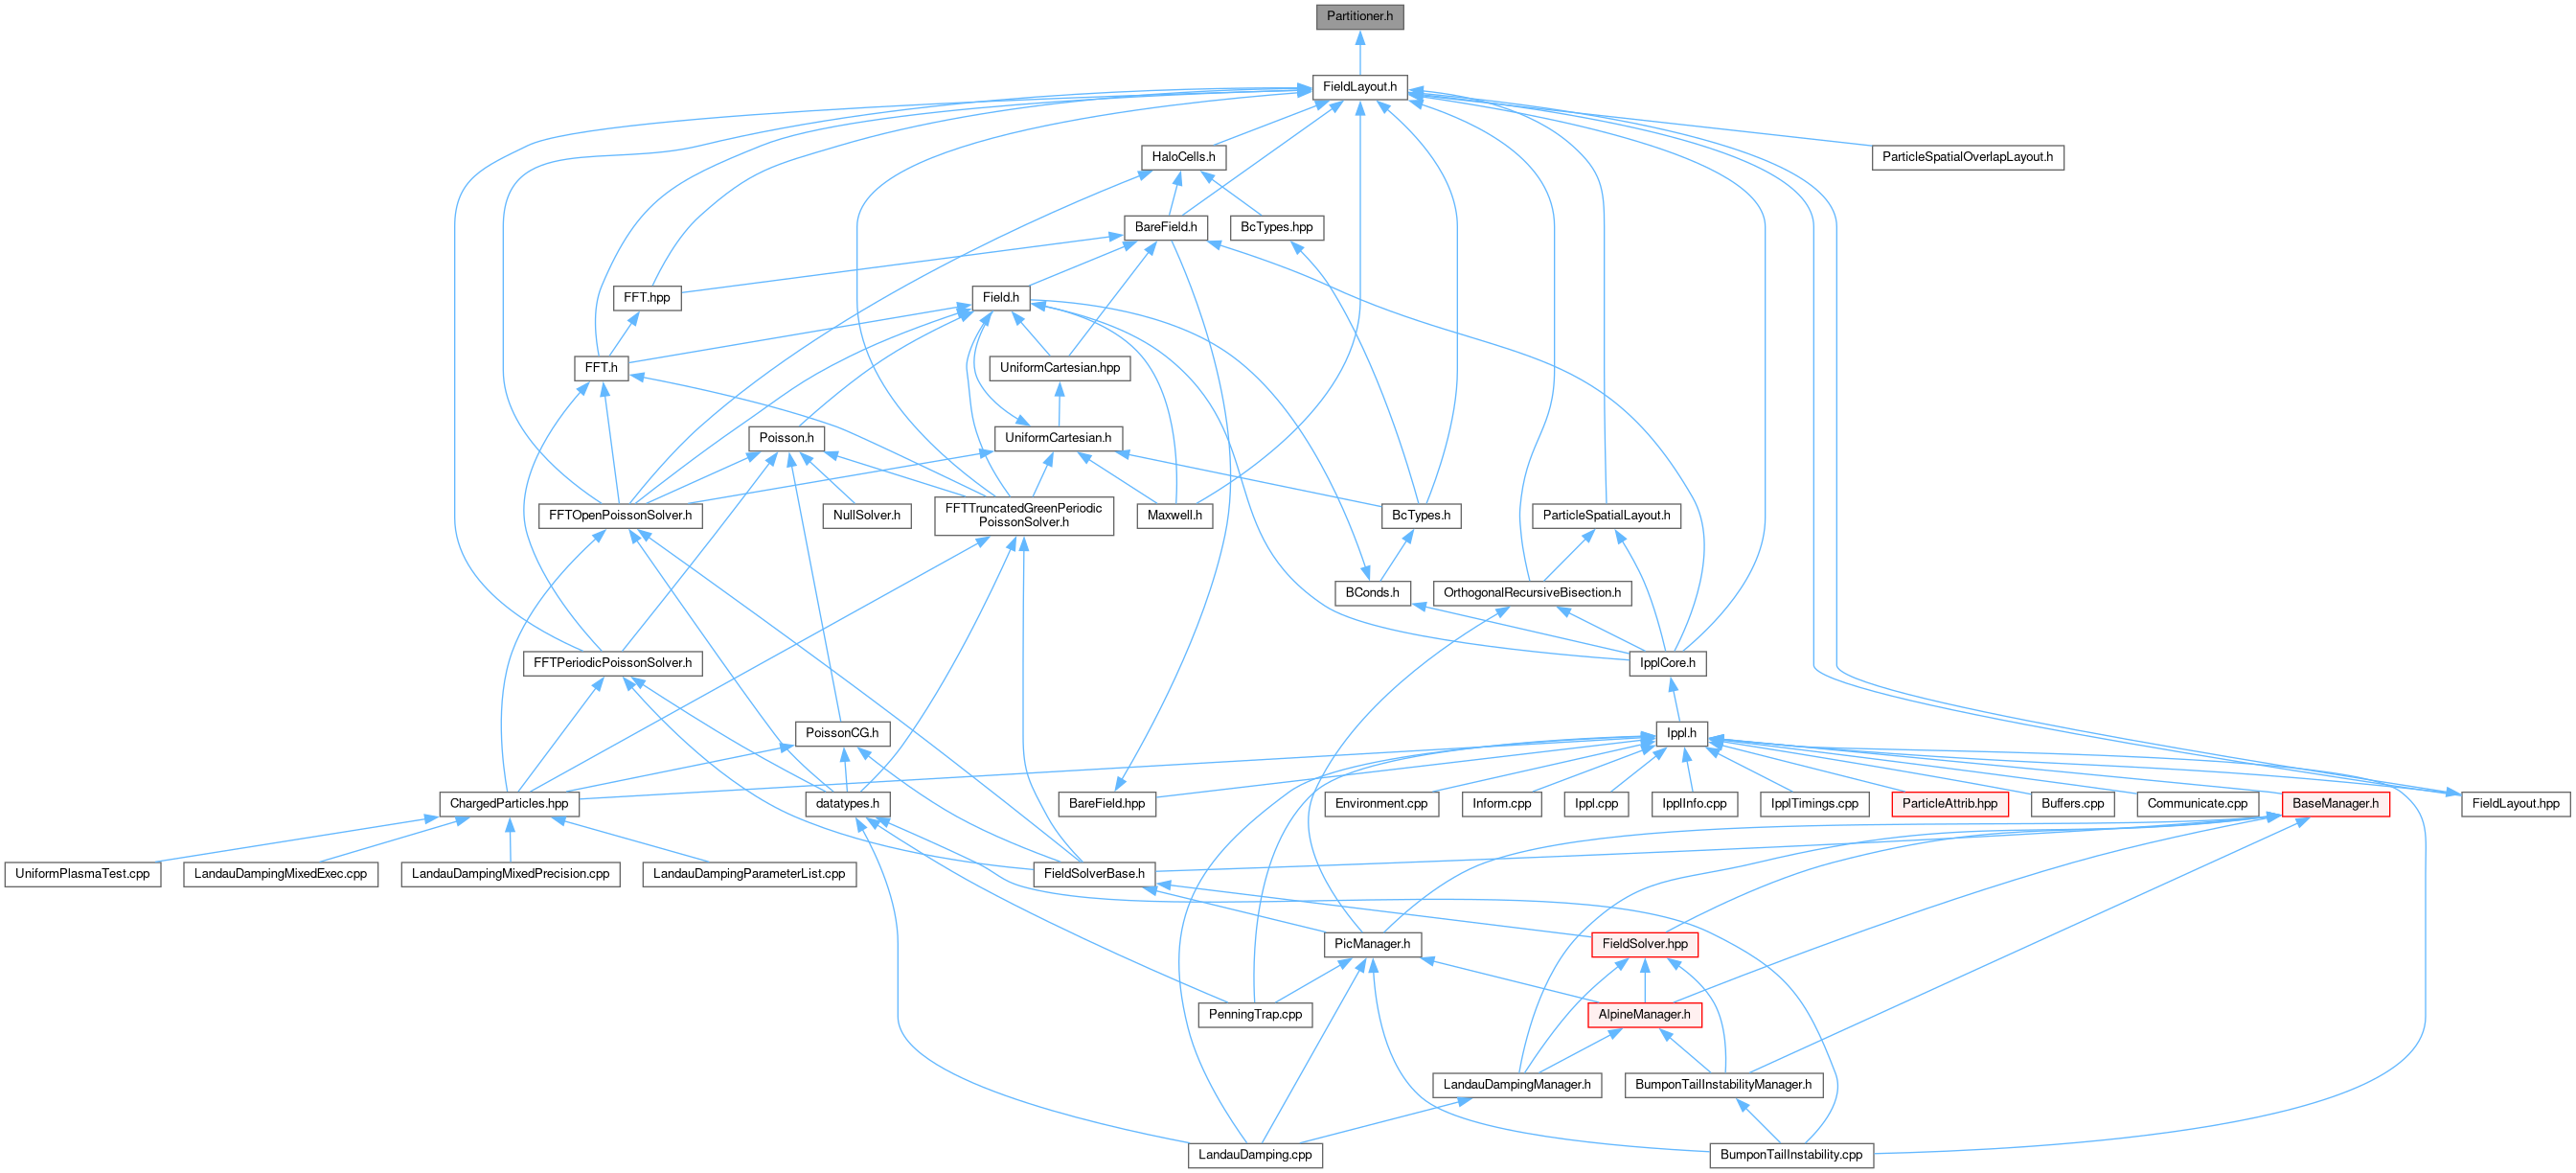 Partitioner.h
FieldLayout.h
HaloCells.h
ParticleSpatialOverlapLayout.h
BareField.h
BcTypes.hpp
FFT.hpp
Field.h
FFT.h
UniformCartesian.hpp
Poisson.h
UniformCartesian.h
FFTOpenPoissonSolver.h
NullSolver.h
FFTTruncatedGreenPeriodic
PoissonSolver.h
Maxwell.h
BcTypes.h
ParticleSpatialLayout.h
BConds.h
OrthogonalRecursiveBisection.h
FFTPeriodicPoissonSolver.h
IpplCore.h
PoissonCG.h
Ippl.h
ChargedParticles.hpp
datatypes.h
BareField.hpp
Environment.cpp
Inform.cpp
Ippl.cpp
IpplInfo.cpp
IpplTimings.cpp
ParticleAttrib.hpp
Buffers.cpp
Communicate.cpp
BaseManager.h
FieldLayout.hpp
UniformPlasmaTest.cpp
LandauDampingMixedExec.cpp
LandauDampingMixedPrecision.cpp
LandauDampingParameterList.cpp
FieldSolverBase.h
PicManager.h
FieldSolver.hpp
PenningTrap.cpp
AlpineManager.h
LandauDampingManager.h
BumponTailInstabilityManager.h
LandauDamping.cpp
BumponTailInstability.cpp